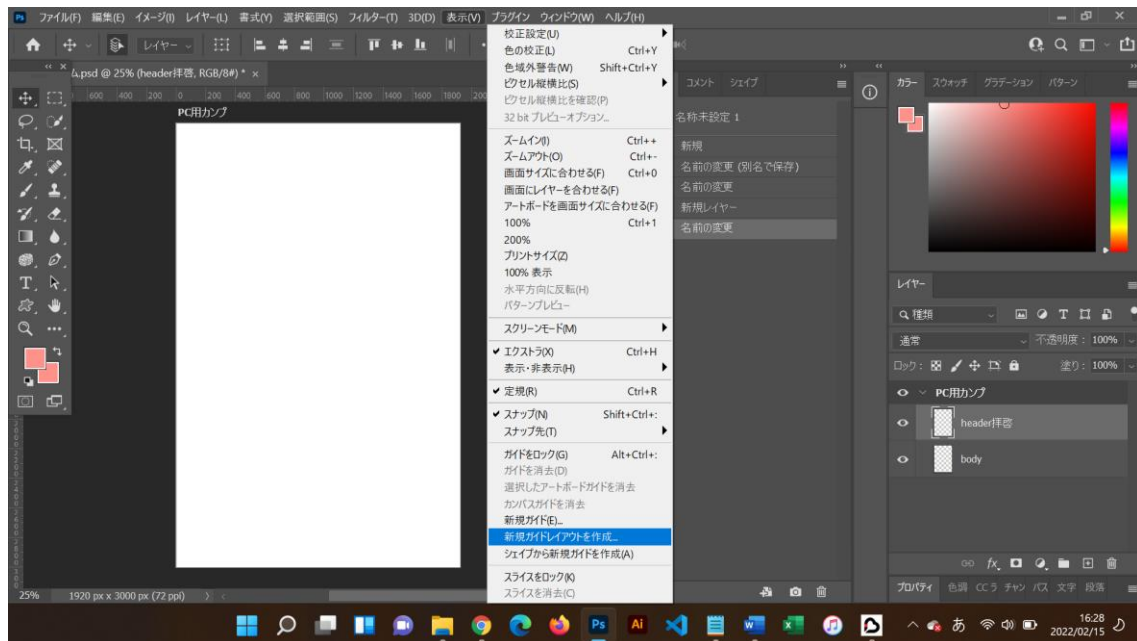 ファイル(F) 編集(E) イメージ(I) レイヤー(L) 書式(Y) 選択範囲(S) フィルター(T) 3D(D) 表示(V) プラグイン ウィンドウ(W) ヘルプ(H)
レイヤー
ム.psd @ 25% (header拝啓, RGB/8#) *
600 400 200 0 200 400 600 800 1000 1200 1400 1600 1800 200
PC用カンプ
校正設定(U)
色の校正(L) Ctrl+Y
色域外警告(W) Shift+Ctrl+Y
ピクセル縦横比(S)
ピクセル縦横比を確認(P)
32 bit プレビューオプション...
ズームイン(I) Ctrl++
ズームアウト(O) Ctrl+-
画面サイズに合わせる(F) Ctrl+0
画面にレイヤーを合わせる(F)
アートボードを画面サイズに合わせる(F)
100% Ctrl+1
200%
プリントサイズ(Z)
100% 表示
水平方向に反転(H)
パターンプレビュー
スクリーンモード(M)
エクストラ(X) Ctrl+H
表示・非表示(H)
定規(R) Ctrl+R
スナップ(N) Shift+Ctrl+:
スナップ先(T)
ガイドをロック(G) Alt+Ctrl+:
ガイドを消去(D)
選択したアートボードガイドを消去
カンバスガイドを消去
新規ガイド(E)...
新規ガイドレイアウトを作成...
シェイプから新規ガイドを作成(A)
スライスをロック(K)
スライスを消去(C)
コメント シェイプ
名称未設定 1
新規
名前の変更 (別名で保存)
名前の変更
新規レイヤー
名前の変更
カラー スウォッチ グラデーション パターン
レイヤー
種類
通常 不透明度: 100%
ロック: 塗り: 100%
PC用カンプ
header拝啓
body
fx
プロパティ 色調 CCラ チャン パス 文字 段落
25% 1920 px x 3000 px (72 ppi)
Ps Ai あ 16:28
2022/02/15